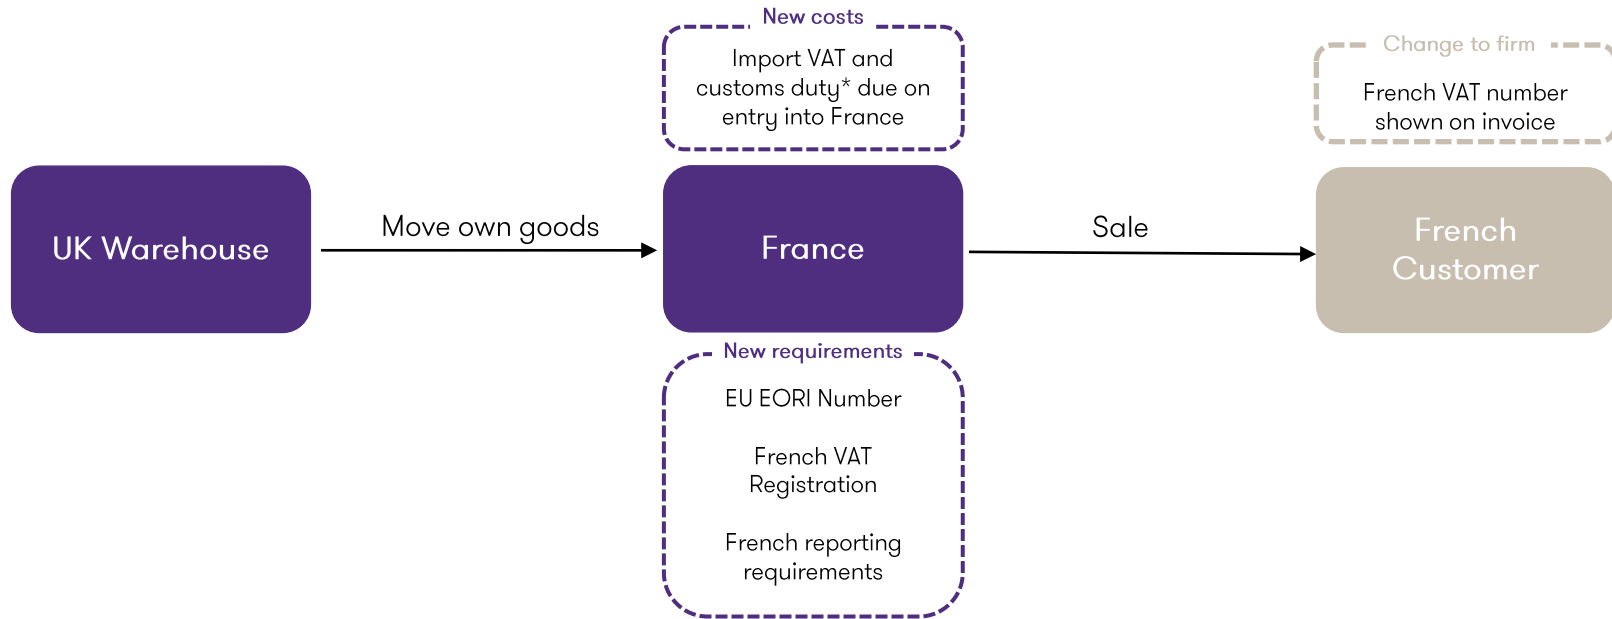 New costs
Import VAT and
customs duty* due on
entry into France
Change to firm
French VAT number
shown on invoice
UK Warehouse
Move own goods
France
Sale
French
Customer
New requirements
EU EORI Number
French VAT
Registration
French reporting
requirements